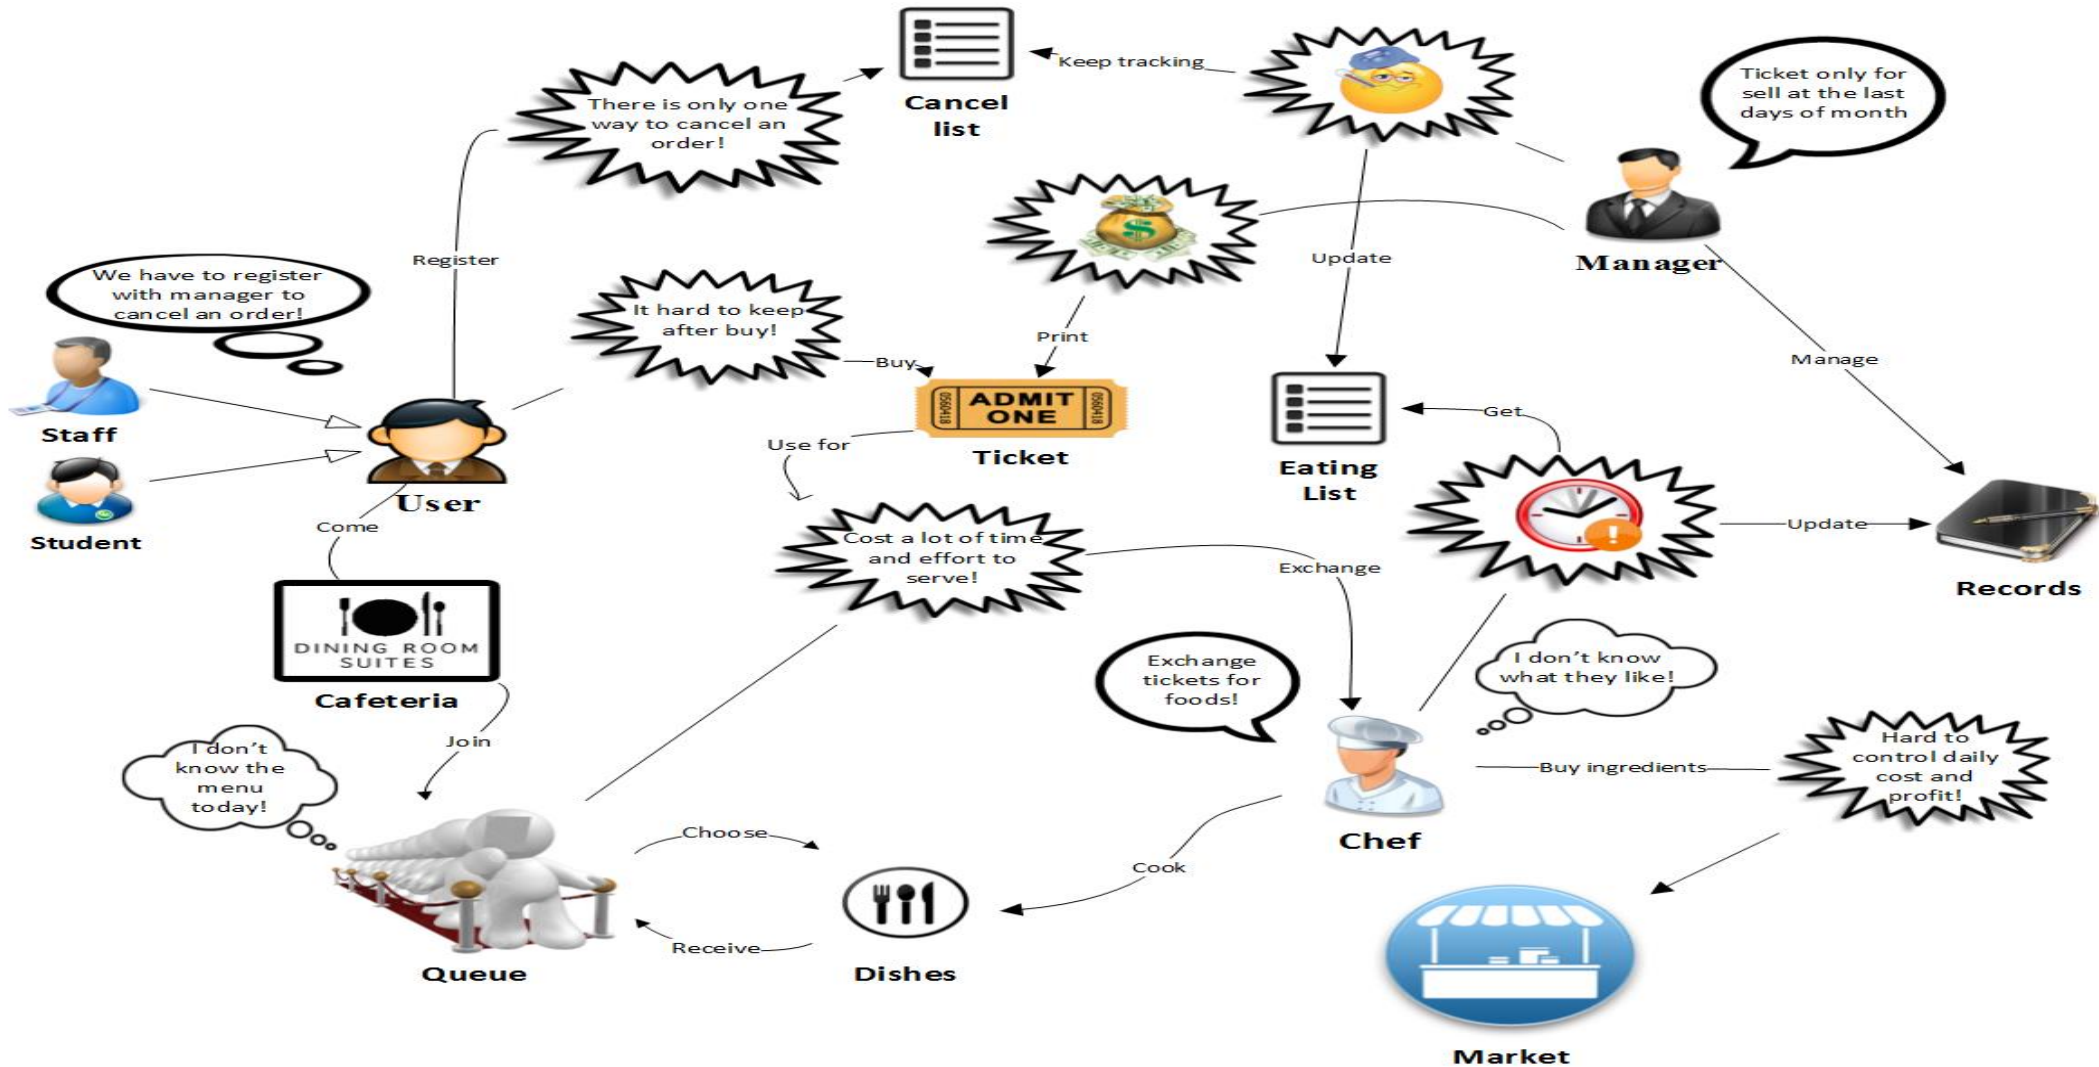 There is only one
way to cancel an
order!
Cancel
list
Keep tracking
Ticket only for
sell at the last
days of month
Manager
Register
We have to register
with manager to
cancel an order!
Staff
Student
User
It hard to keep
after buy!
Buy
Print
Update
Manage
ADMIT
ONE
0560418
0560418
Ticket
Use for
Eating
List
Get
Update
Records
Come
DINING ROOM
SUITES
Cafeteria
Cost a lot of time
and effort to
serve!
Exchange
Exchange
tickets for
foods!
I don't know
what they like!
Chef
Buy ingredients
Hard to
control daily
cost and
profit!
Join
I don't
know the
menu
today!
Queue
Choose
Receive
Dishes
Cook
Market